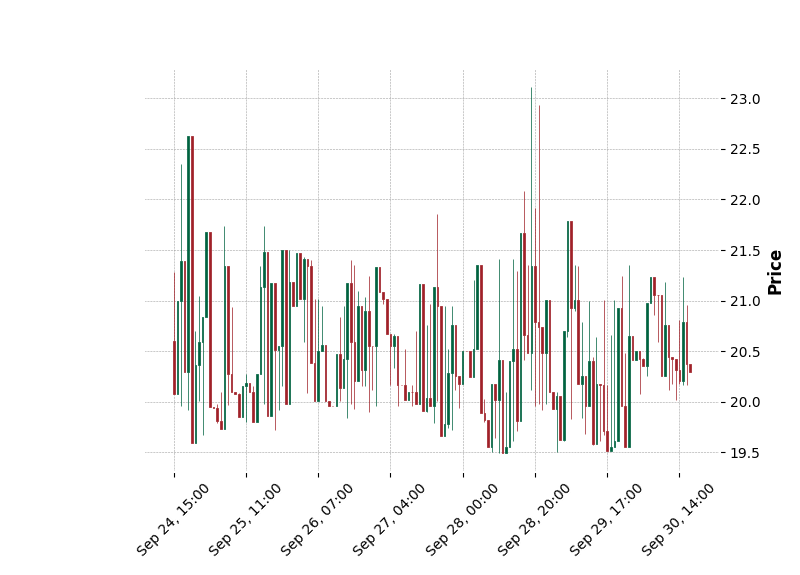 23.0
22.5
22.0
21.5
21.0
20.5
20.0
19.5
Price
Sep 24, 15:00
Sep 25, 11:00
Sep 26, 07:00
Sep 27, 04:00
Sep 28, 00:00
Sep 28, 20:00
Sep 29, 17:00
Sep 30, 14:00